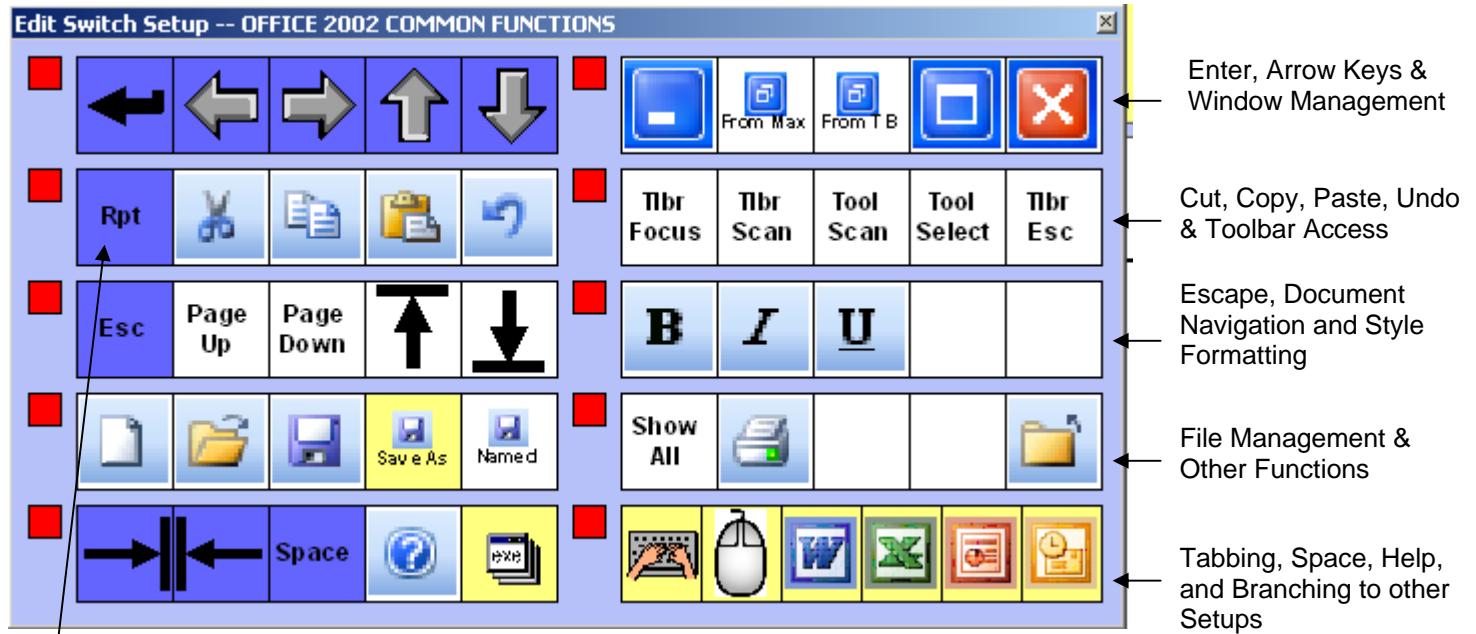 Edit Switch Setup -- OFFICE 2002 COMMON FUNCTIONS
From Max
From T B
Enter, Arrow Keys &
Window Management
Rpt
Tlbr
Focus
Tlbr
Scan
Tool
Scan
Tool
Select
Tlbr
Esc
Cut, Copy, Paste, Undo
& Toolbar Access
Esc
Page
Up
Page
Down
B
I
U
Escape, Document
Navigation and Style
Formatting
Save As
Named
Show
All
File Management &
Other Functions
Space
?
exe
W
X
Tabbing, Space, Help,
and Branching to other
Setups